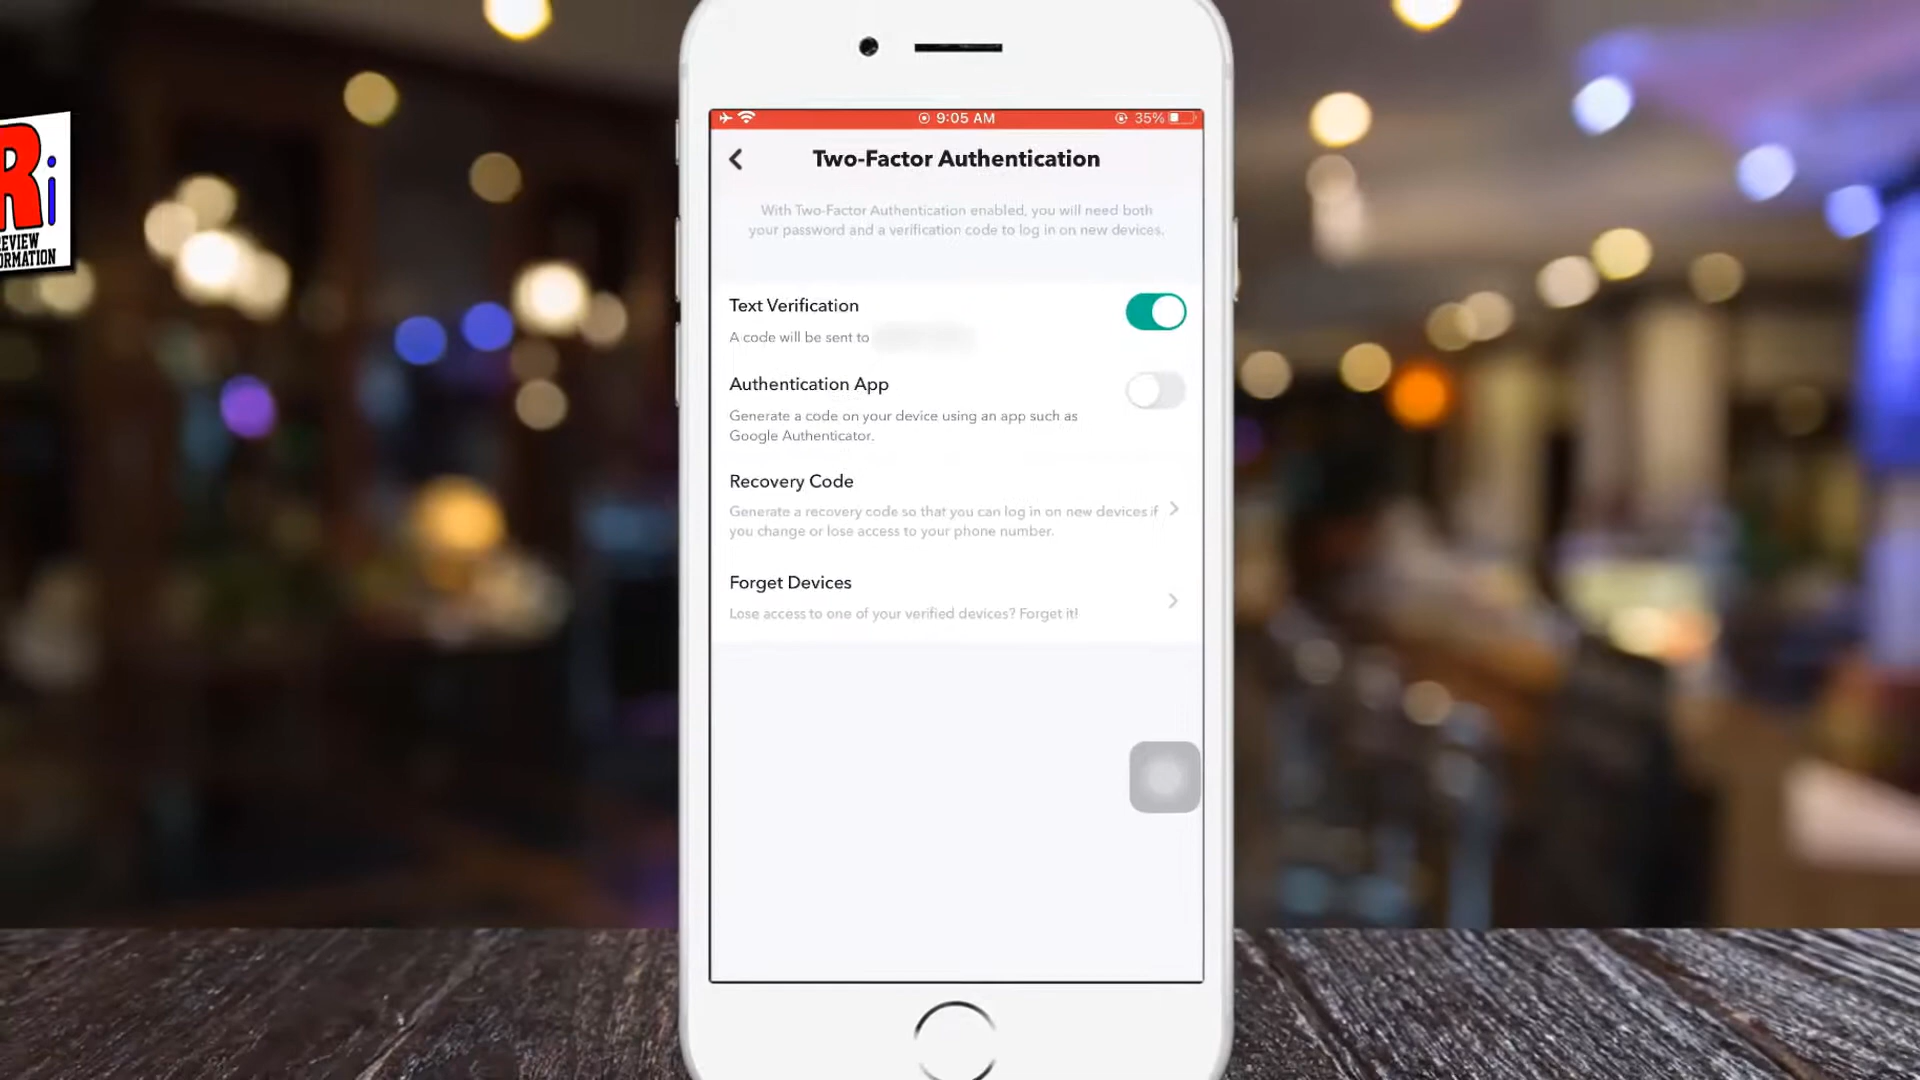 9:05 AM
35%
Two-Factor Authentication
With Two-Factor Authentication enabled, you will need both
your password and a verification code to log in on new devices.
Text Verification
A code will be sent to
Authentication App
Generate a code on your device using an app such as
Google Authenticator.
Recovery Code
Generate a recovery code so that you can log in on new devices if
you change or lose access to your phone number.
Forget Devices
Lose access to one of your verified devices? Forget it!
Ri